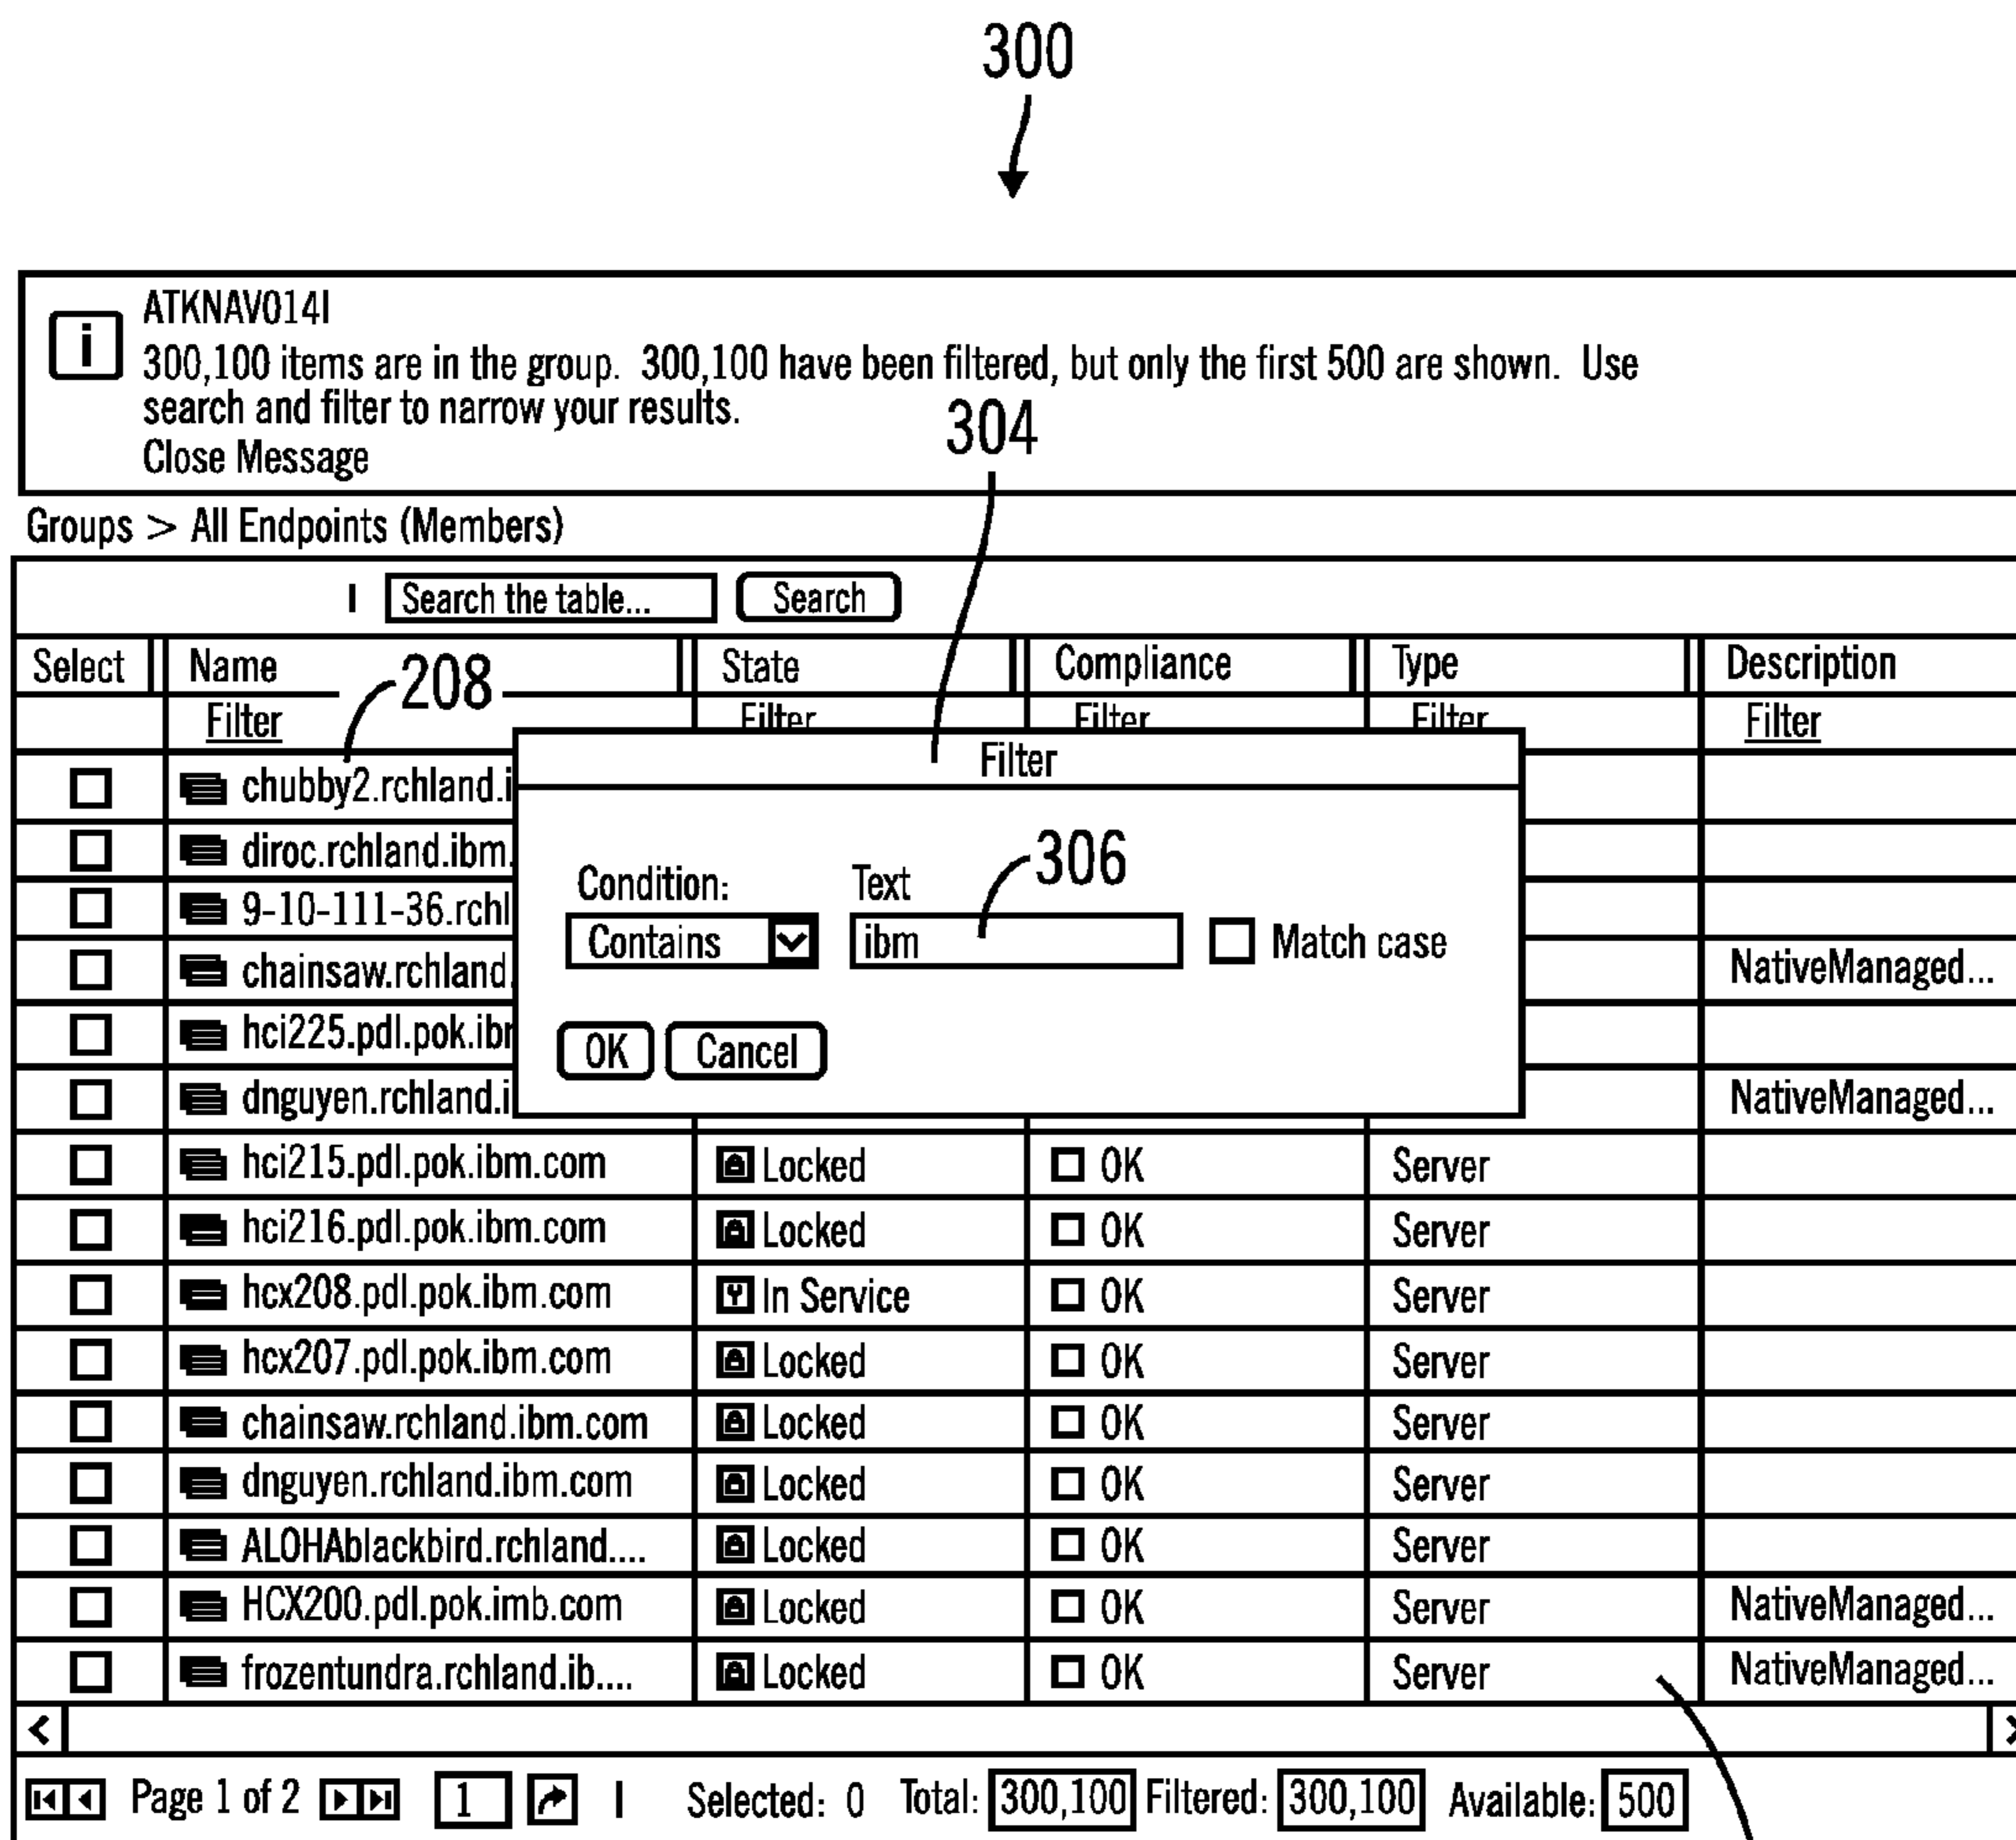 300
i
ATKNAV014I
300,100 items are in the group. 300,100 have been filtered, but only the first 500 are shown. Use
search and filter to narrow your results.
304
Close Message
Groups > All Endpoints (Members)
Search the table... Search
Select Name 208 State Compliance Type Description
Filter Filter Filter Filter Filter
Filter
chubby2.rchland.i
diroc.rchland.ibm.
306
Condition: Text
9-10-111-36.rchl
Contains ibm Match case
chainsaw.rchland. NativeManaged...
hci225.pdl.pok.ibm
OK Cancel
dnguyen.rchland.i NativeManaged...
hci215.pdl.pok.ibm.com Locked OK Server
hci216.pdl.pok.ibm.com Locked OK Server
hcx208.pdl.pok.ibm.com In Service OK Server
hcx207.pdl.pok.ibm.com Locked OK Server
chainsaw.rchland.ibm.com Locked OK Server
dnguyen.rchland.ibm.com Locked OK Server
ALOHAblackbird.rchland.... Locked OK Server
HCX200.pdl.pok.imb.com Locked OK Server NativeManaged...
frozentundra.rchland.ib.... Locked OK Server NativeManaged...
Page 1 of 2 1 Selected: 0 Total: 300,100 Filtered: 300,100 Available: 500